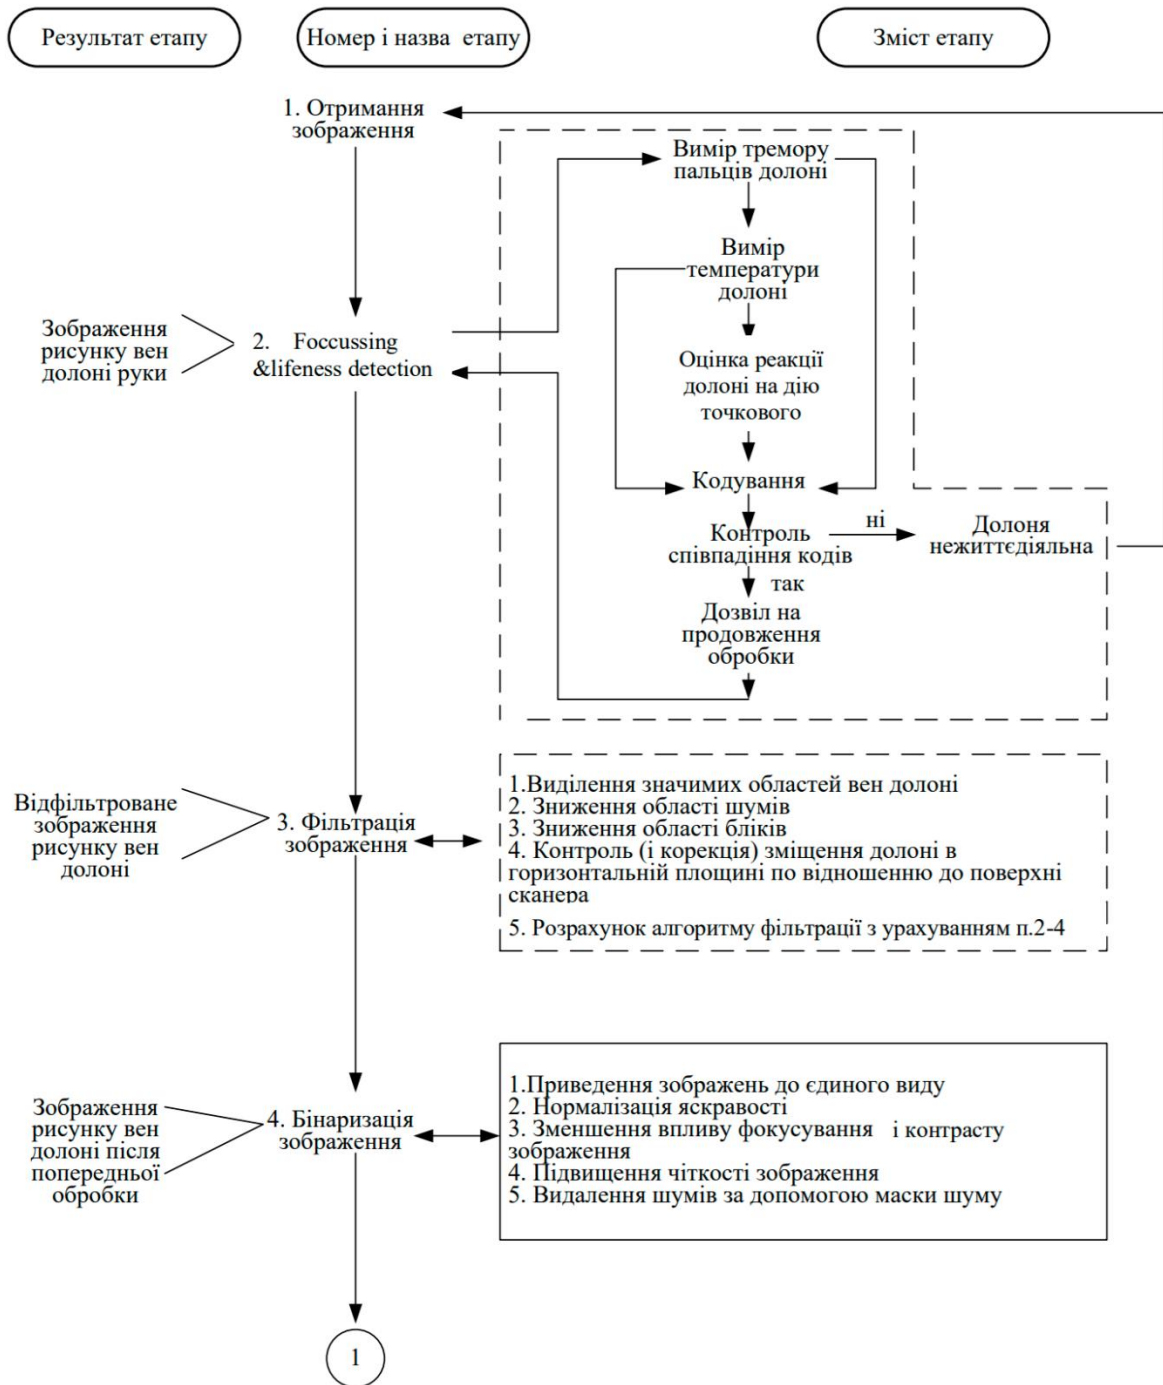 Результат етапу
Номер і назва етапу
Зміст етапу
1. Отримання
зображення
Вимір тремору
пальців долоні
Вимір
температури
долоні
Зображення
рисунку вен
долоні руки
2. Foccussing
&lifeness detection
Оцінка реакції
долоні на дію
точкового
Кодування
Контроль
співпадіння кодів
ні
Долоня
нежиттєдіяльна
так
Дозвіл на
продовження
обробки
Відфільтроване
зображення
рисунку вен
долоні
3. Фільтрація
зображення
1.Виділення значимих областей вен долоні
2. Зниження області шумів
3. Зниження області бліків
4. Контроль (і корекція) зміщення долоні в
горизонтальній площині по відношенню до поверхні
сканера
5. Розрахунок алгоритму фільтрації з урахуванням п.2-4
Зображення
рисунку вен
долоні після
попередньої
обробки
4. Бінаризація
зображення
1.Приведення зображень до єдиного виду
2. Нормалізація яскравості
3. Зменшення впливу фокусування і контрасту
зображення
4. Підвищення чіткості зображення
5. Видалення шумів за допомогою маски шуму
1